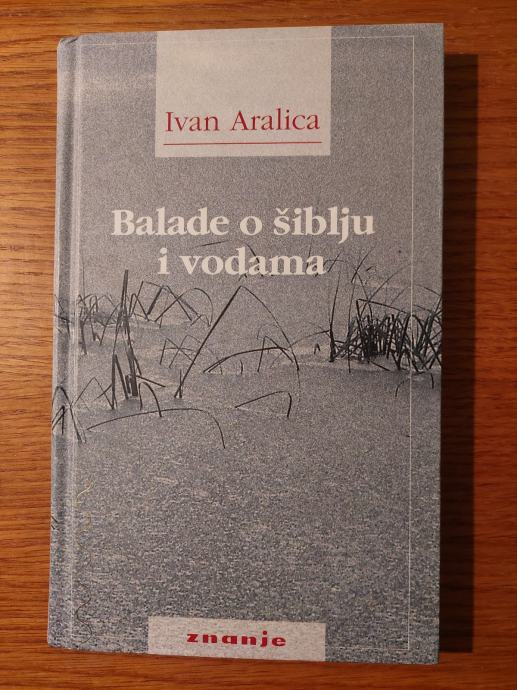 Ivan Aralica
Balade o šiblju
i vodama
znanje